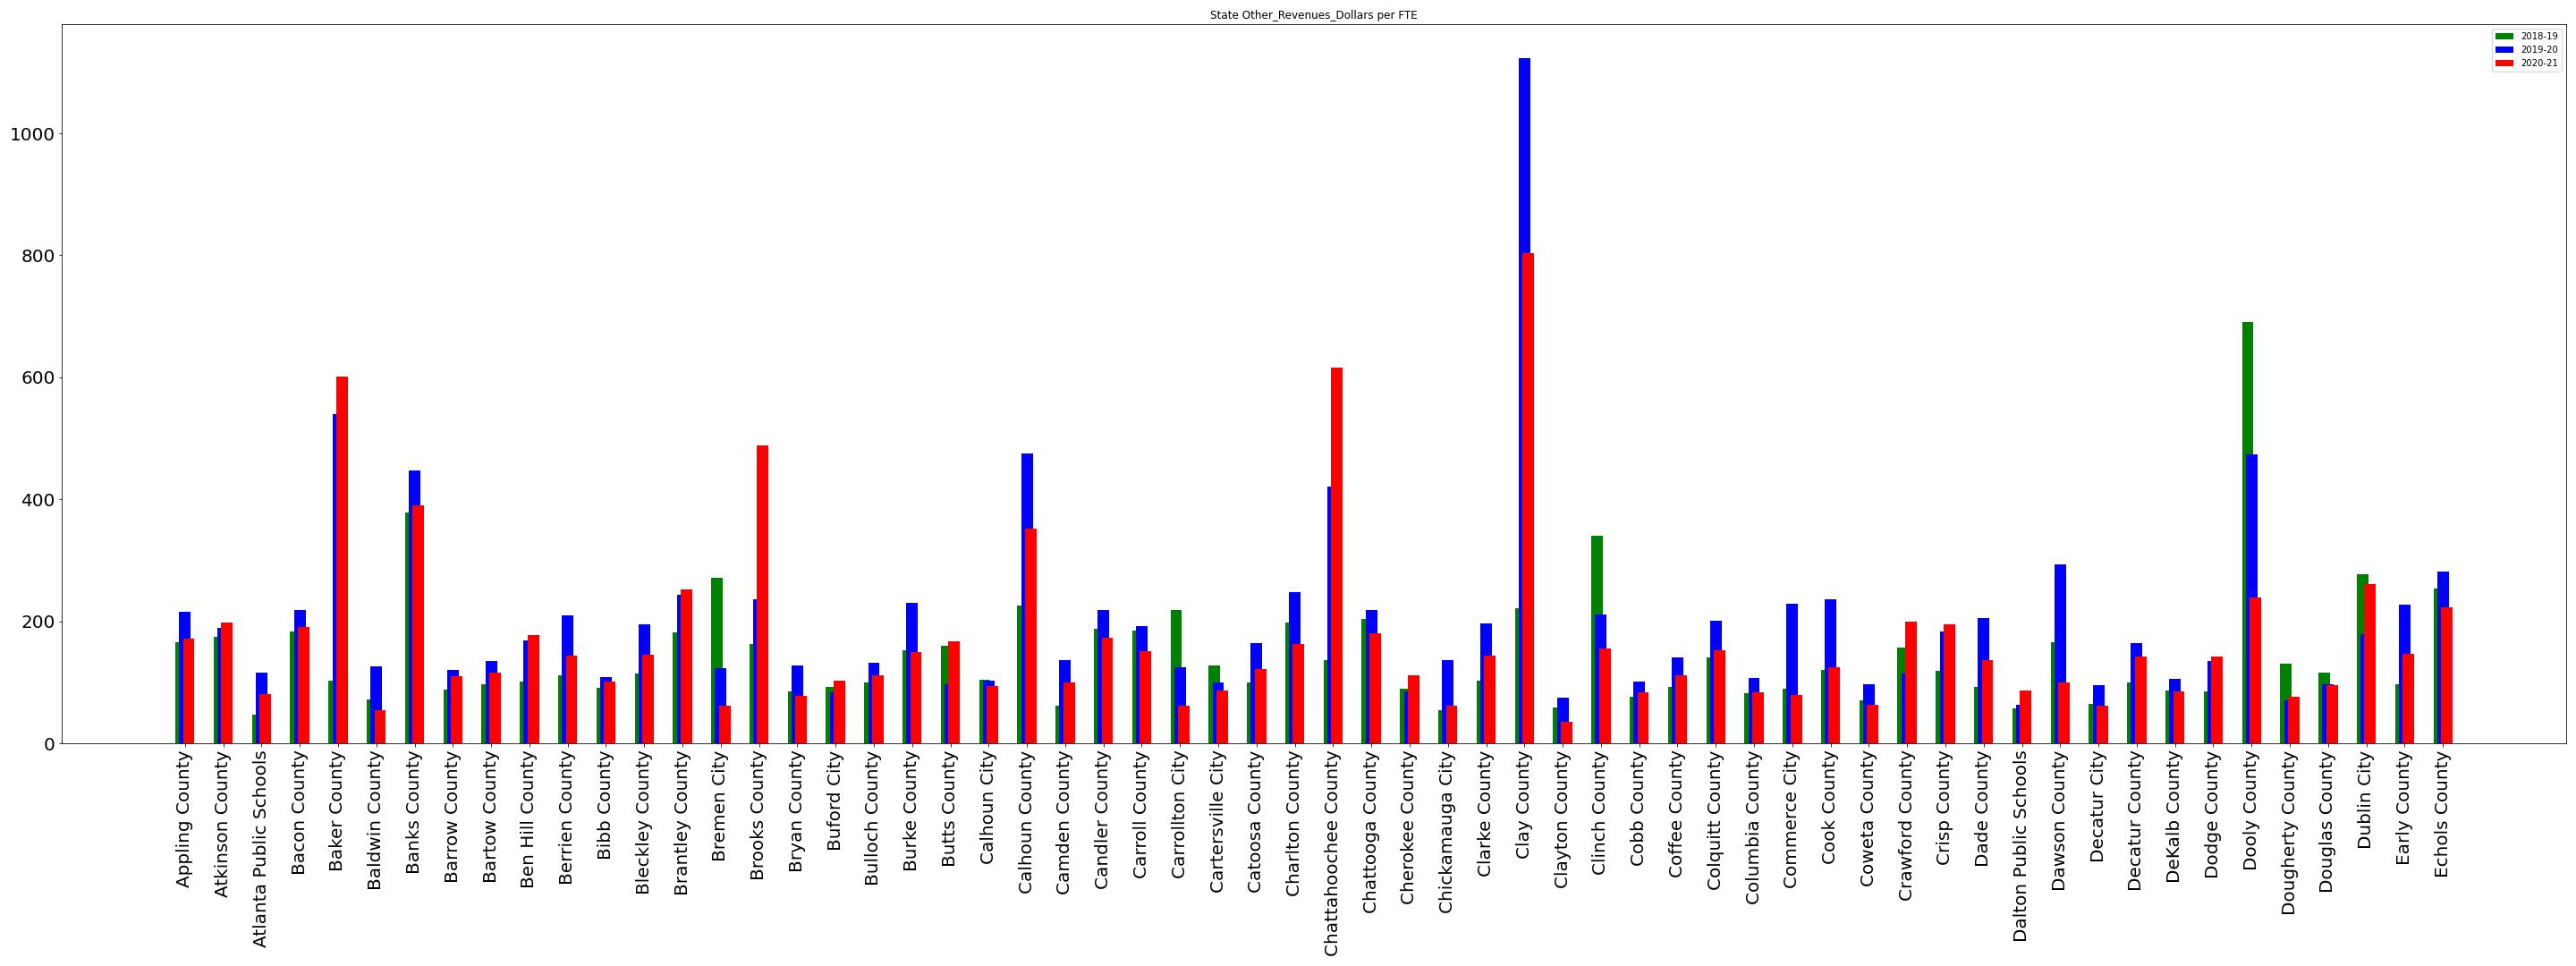 State Other_Revenues_Dollars per FTE
2018-19
2019-20
2020-21
1000
800
600
400
200
0
Appling County
Atkinson County
Atlanta Public Schools
Bacon County
Baker County
Baldwin County
Banks County
Barrow County
Bartow County
Ben Hill County
Berrien County
Bibb County
Bleckley County
Brantley County
Bremen City
Brooks County
Bryan County
Buford City
Bulloch County
Burke County
Butts County
Calhoun City
Calhoun County
Camden County
Candler County
Carroll County
Carrollton City
Cartersville City
Catoosa County
Charlton County
Chattahoochee County
Chattooga County
Cherokee County
Chickamauga City
Clarke County
Clay County
Clayton County
Clinch County
Cobb County
Coffee County
Colquitt County
Columbia County
Commerce City
Cook County
Coweta County
Crawford County
Crisp County
Dade County
Dalton Public Schools
Dawson County
Decatur City
Decatur County
DeKalb County
Dodge County
Dooly County
Dougherty County
Douglas County
Dublin City
Early County
Echols County